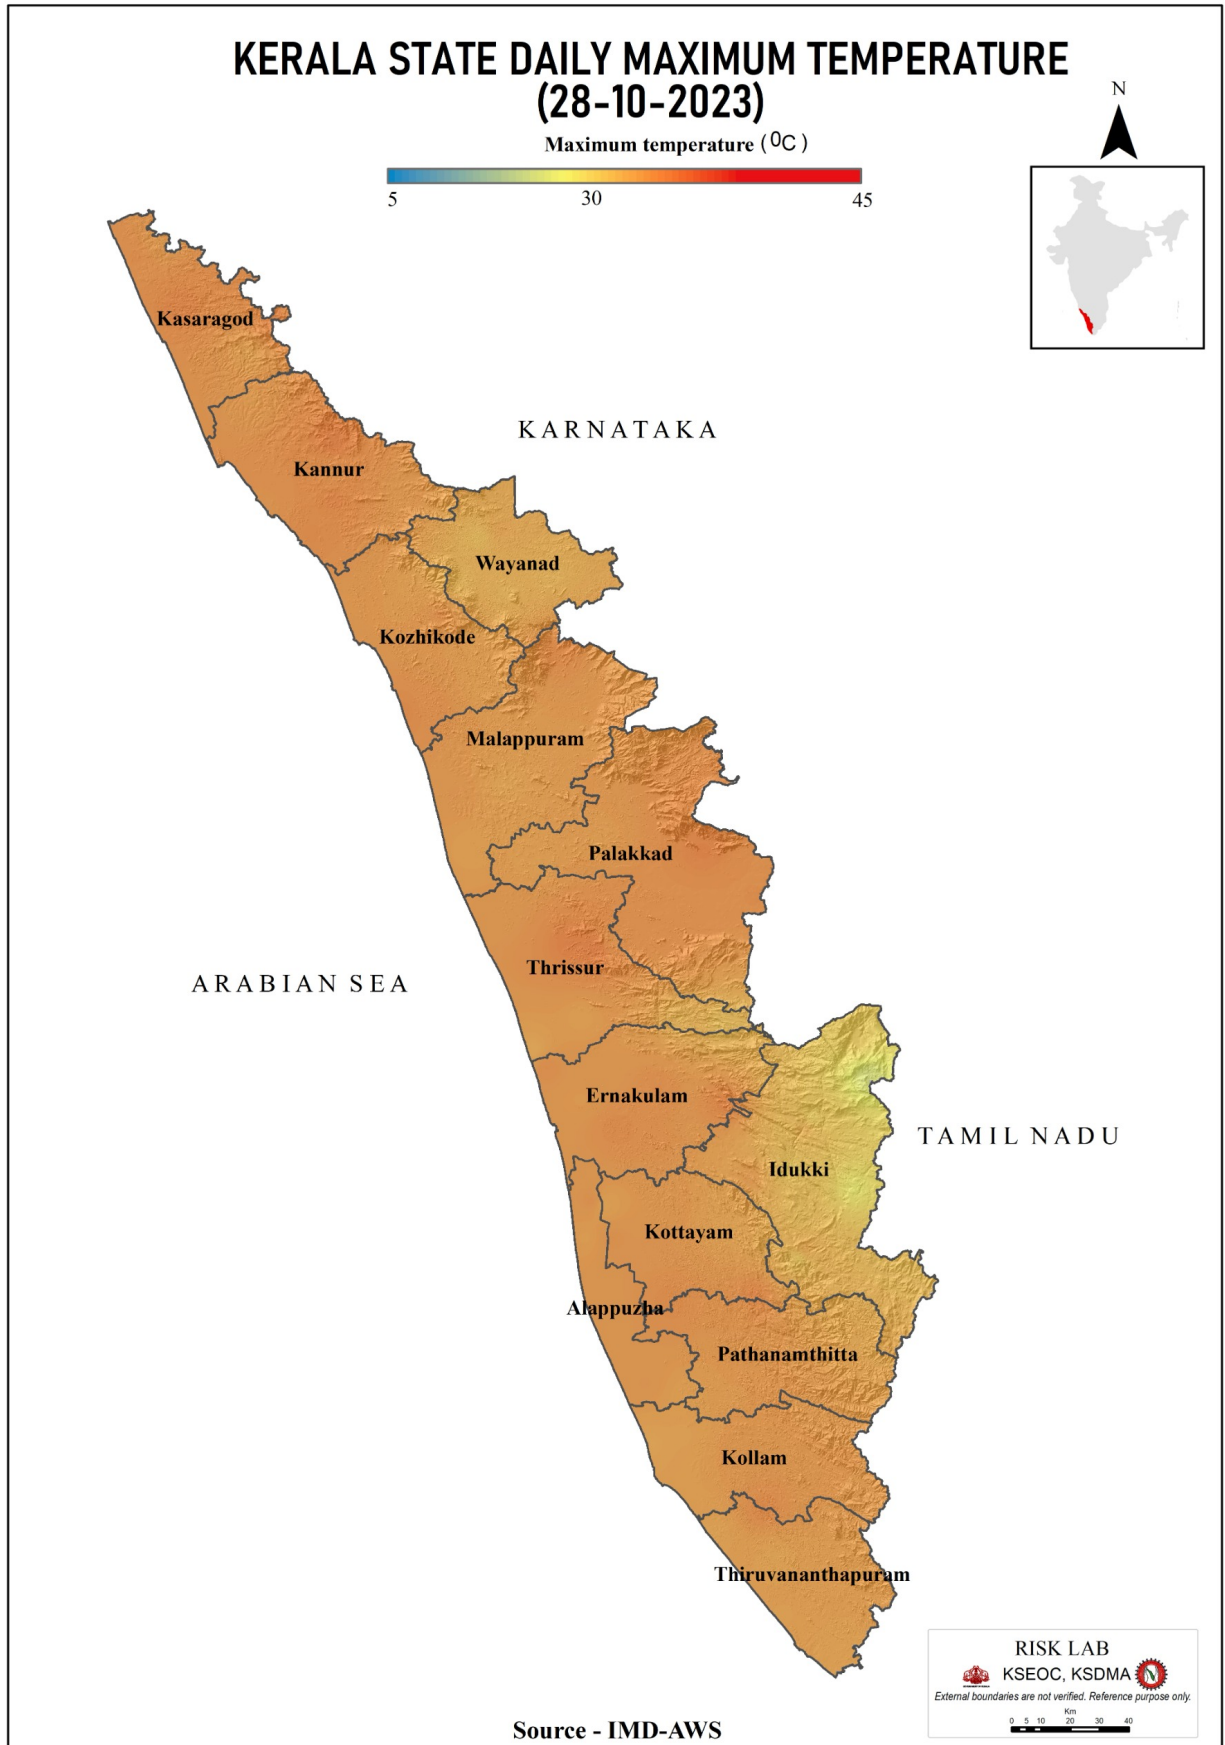 KERALA STATE DAILY MAXIMUM TEMPERATURE
(28-10-2023)
Maximum temperature (⁰C)
5 30 45
N
Kasaragod
KARNATAKA
Kannur
Wayanad
Kozhikode
Malappuram
Palakkad
Thrissur
ARABIAN SEA
Ernakulam
TAMIL NADU
Idukki
Kottayam
Alappuzha
Pathanamthitta
Kollam
Thiruvananthapuram
RISK LAB
KSEOC, KSDMA
External boundaries are not verified. Reference purpose only.
Km
0 5 10 20 30 40
Source - IMD-AWS